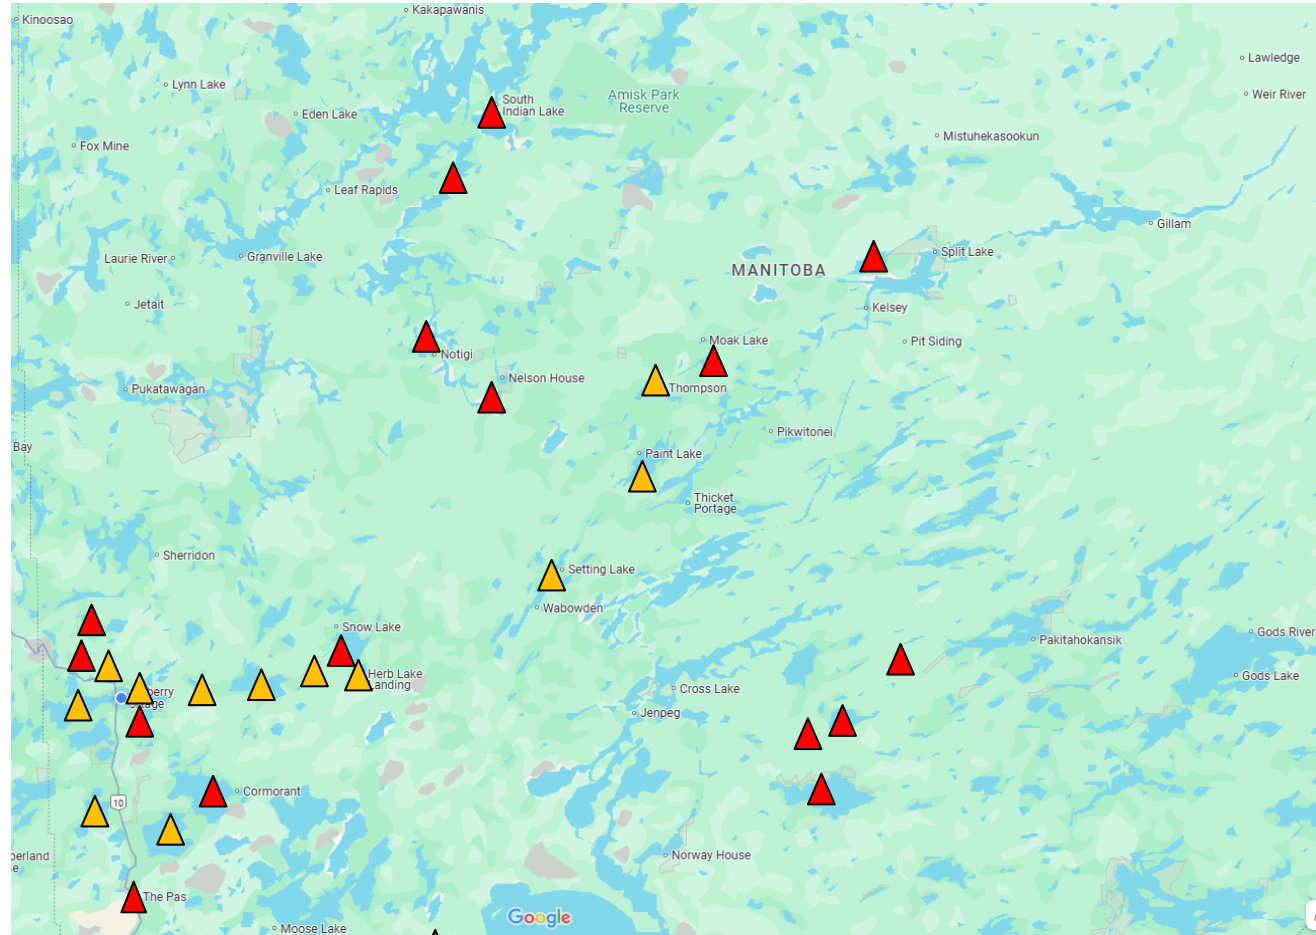 Kakapawanis
Kinoosao
Lawledge
Lynn Lake
Weir River
Amisk Park
Reserve
South
Indian Lake
Eden Lake
Mistuhekasookun
Fox Mine
Leaf Rapids
Gillam
Split Lake
Granville Lake
Laurie River
MANITOBA
Jetait
Kelsey
Moak Lake
Pit Siding
Notigi
Nelson House
Thompson
Pukatawagan
Pikwitonei
Bay
Paint Lake
Thicket
Portage
Sherridon
Setting Lake
Wabowden
Snow Lake
Gods River
Pakitahokansik
Herb Lake
Landing
Gods Lake
Cross Lake
berry
Jenpeg
Cormorant
10
Norway House
The Pas
Google
Moose Lake